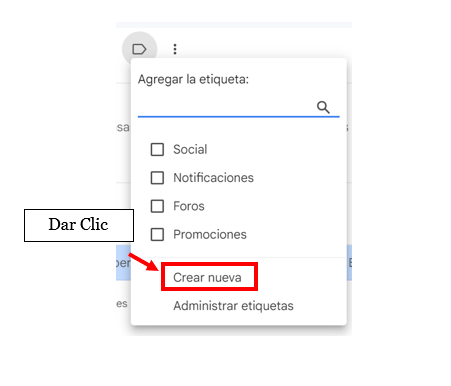 Agregar la etiqueta:
sa
s
Social
Notificaciones
Foros
Promociones
Dar Clic
per
E
Crear nueva
es
Administrar etiquetas